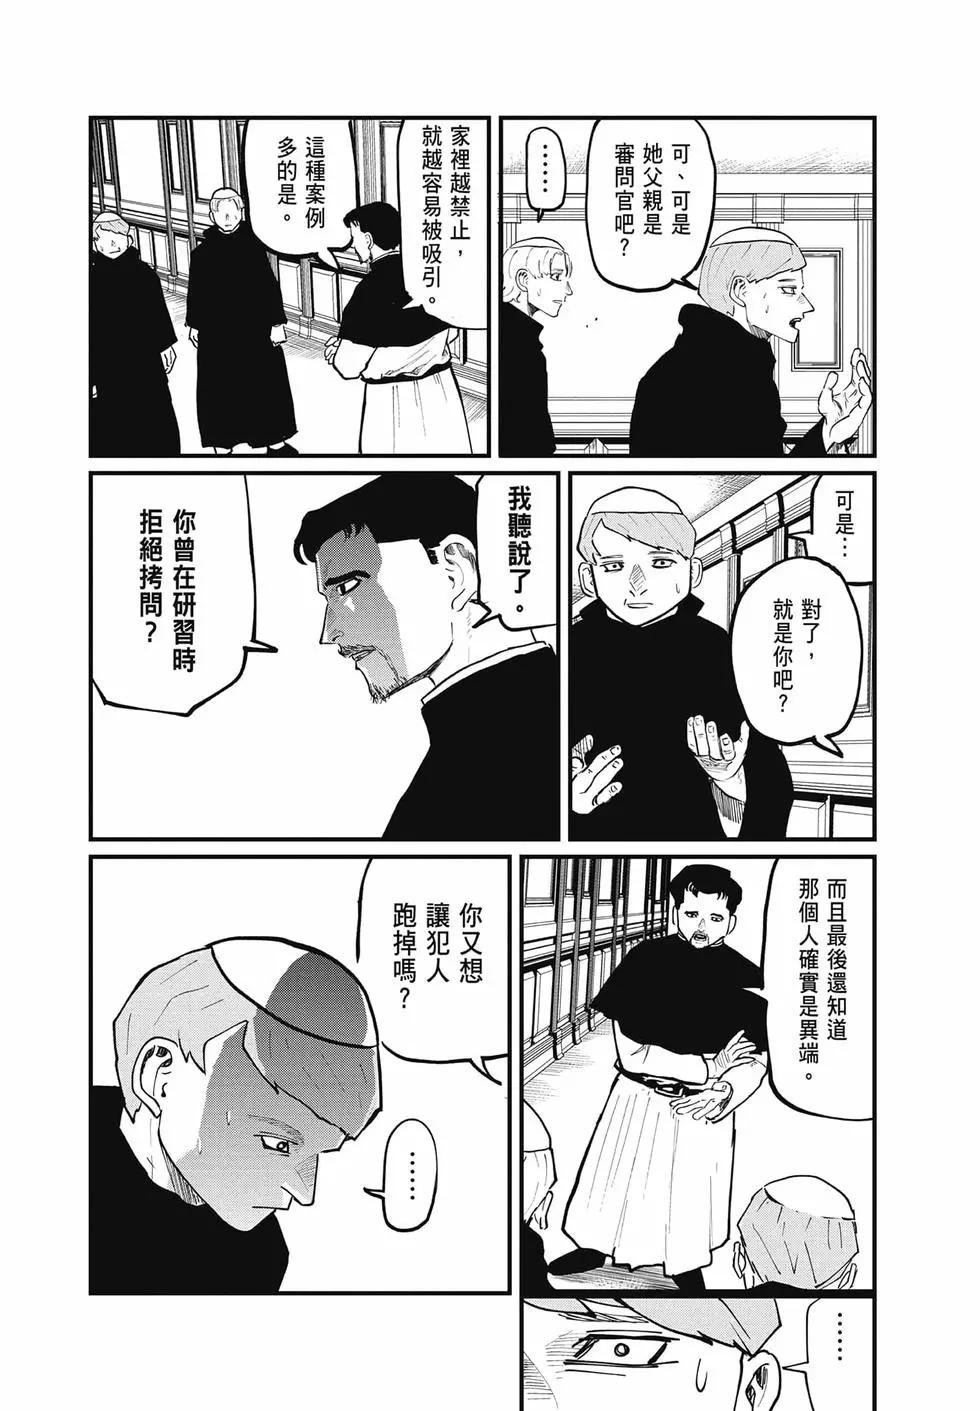 可、可是
她父親是
審問官吧？
⋯⋯
家裡越禁止，
就越容易被吸引。
這種案例
多的是。
可是⋯
對了，
就是你吧？
我聽說了。
你曾在研習時
拒絕拷問？
而且最後還知道
那個人確實是異端。
⋯⋯
你又想
讓犯人
跑掉嗎？
⋯⋯